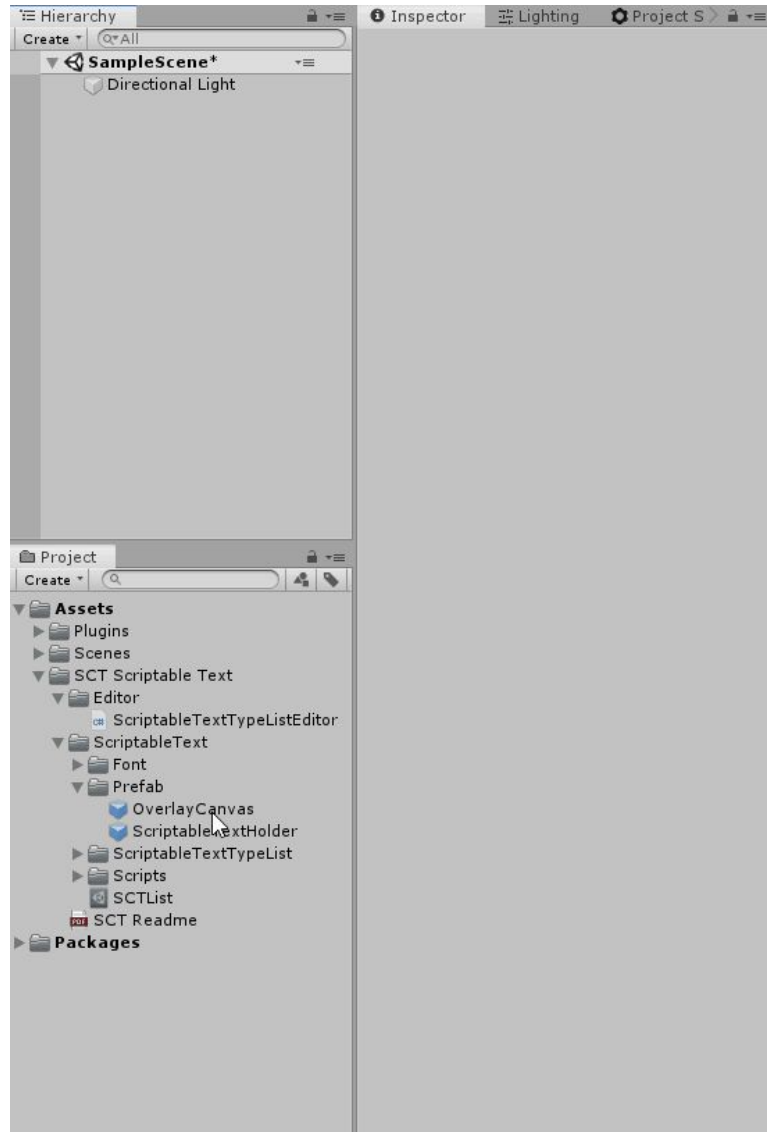 Hierarchy
Create
All
SampleScene*
Directional Light
Inspector
Lighting
Project S
Project
Create
Assets
Plugins
Scenes
SCT Scriptable Text
Editor
C#
ScriptableTextTypeListEditor
ScriptableText
Font
Prefab
OverlayCanvas
ScriptableTextHolder
ScriptableTextTypeList
Scripts
SCTList
PDF
SCT Readme
Packages